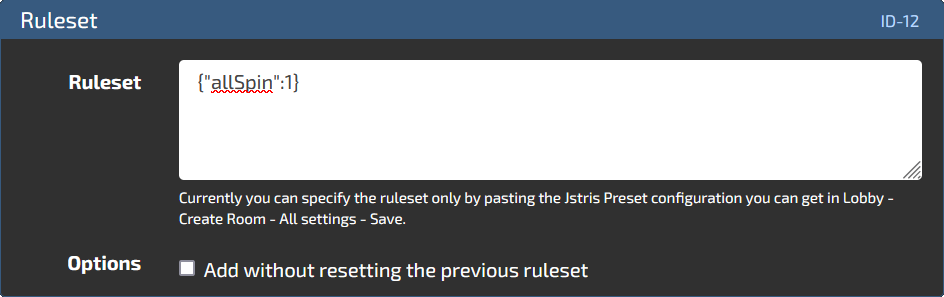 Ruleset
ID-12
Ruleset
{"allSpin":1}
Currently you can specify the ruleset only by pasting the Jstris Preset configuration you can get in Lobby -
Create Room - All settings - Save.
Options
Add without resetting the previous ruleset